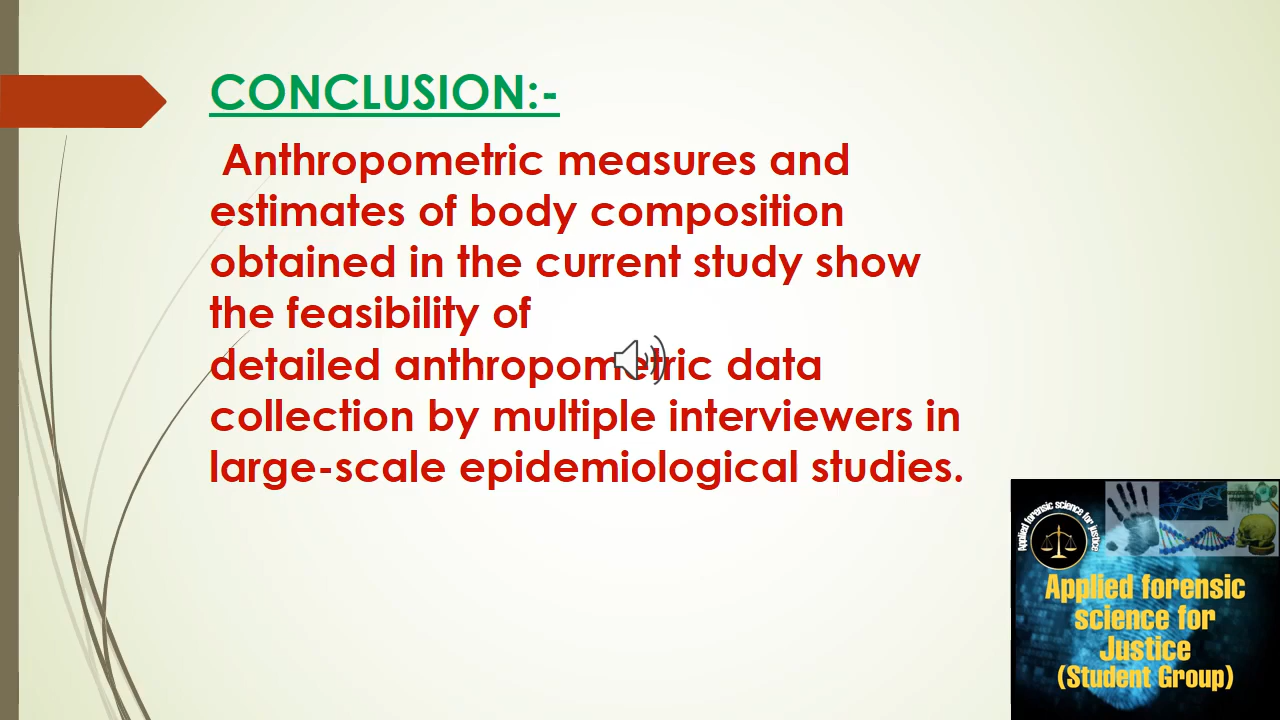 CONCLUSION:-
Anthropometric measures and
estimates of body composition
obtained in the current study show
the feasibility of
detailed anthropometric data
collection by multiple interviewers in
large-scale epidemiological studies.
Applied forensic science for justice
Applied forensic
science for
Justice
(Student Group)